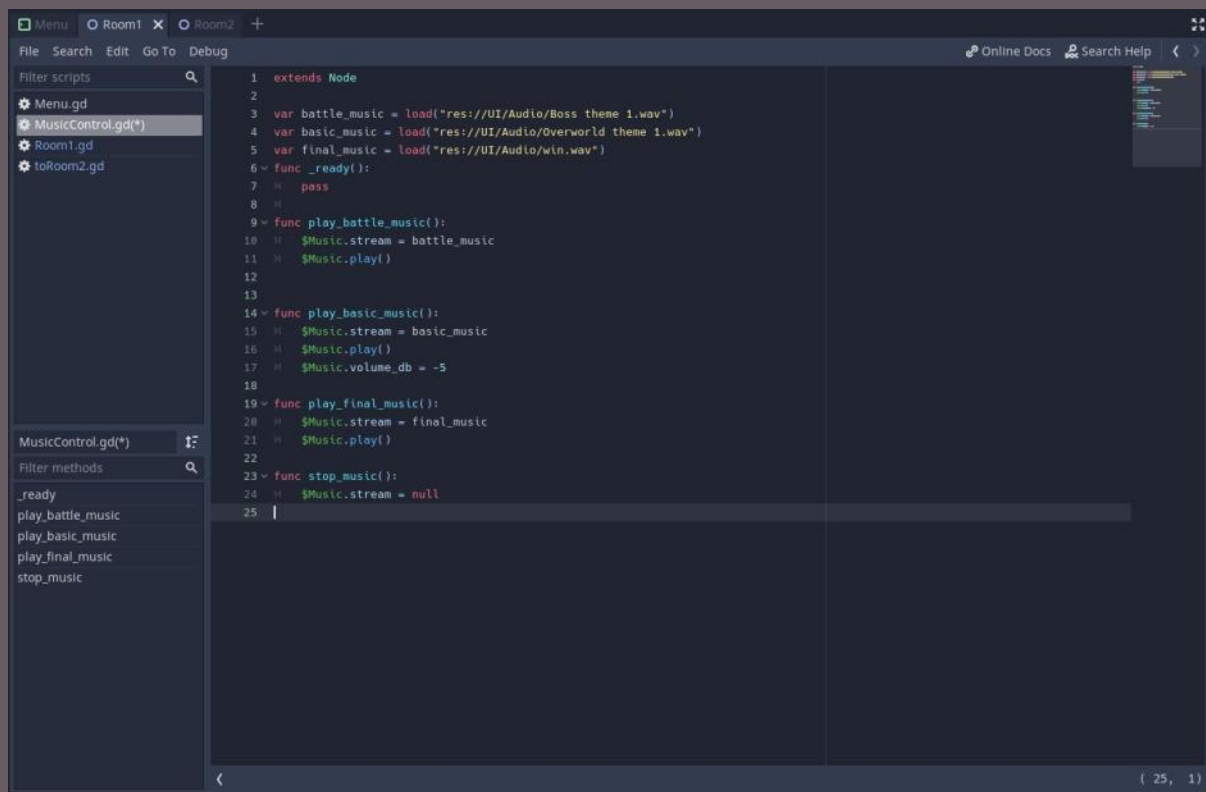 Menu Room1 X Room2 +
File Search Edit Go To Debug Online Docs Search Help
Filter scripts
Menu.gd
MusicControl.gd(*)
Room1.gd
toRoom2.gd
MusicControl.gd(*)
Filter methods
_ready
play_battle_music
play_basic_music
play_final_music
stop_music
1 extends Node
2
3 var battle_music = load("res://UI/Audio/Boss theme 1.wav")
4 var basic_music = load("res://UI/Audio/Overworld theme 1.wav")
5 var final_music = load("res://UI/Audio/win.wav")
6 func _ready():
7 pass
8
9 func play_battle_music():
10 $Music.stream = battle_music
11 $Music.play()
12
13
14 func play_basic_music():
15 $Music.stream = basic_music
16 $Music.play()
17 $Music.volume_db = -5
18
19 func play_final_music():
20 $Music.stream = final_music
21 $Music.play()
22
23 func stop_music():
24 $Music.stream = null
25
( 25, 1)